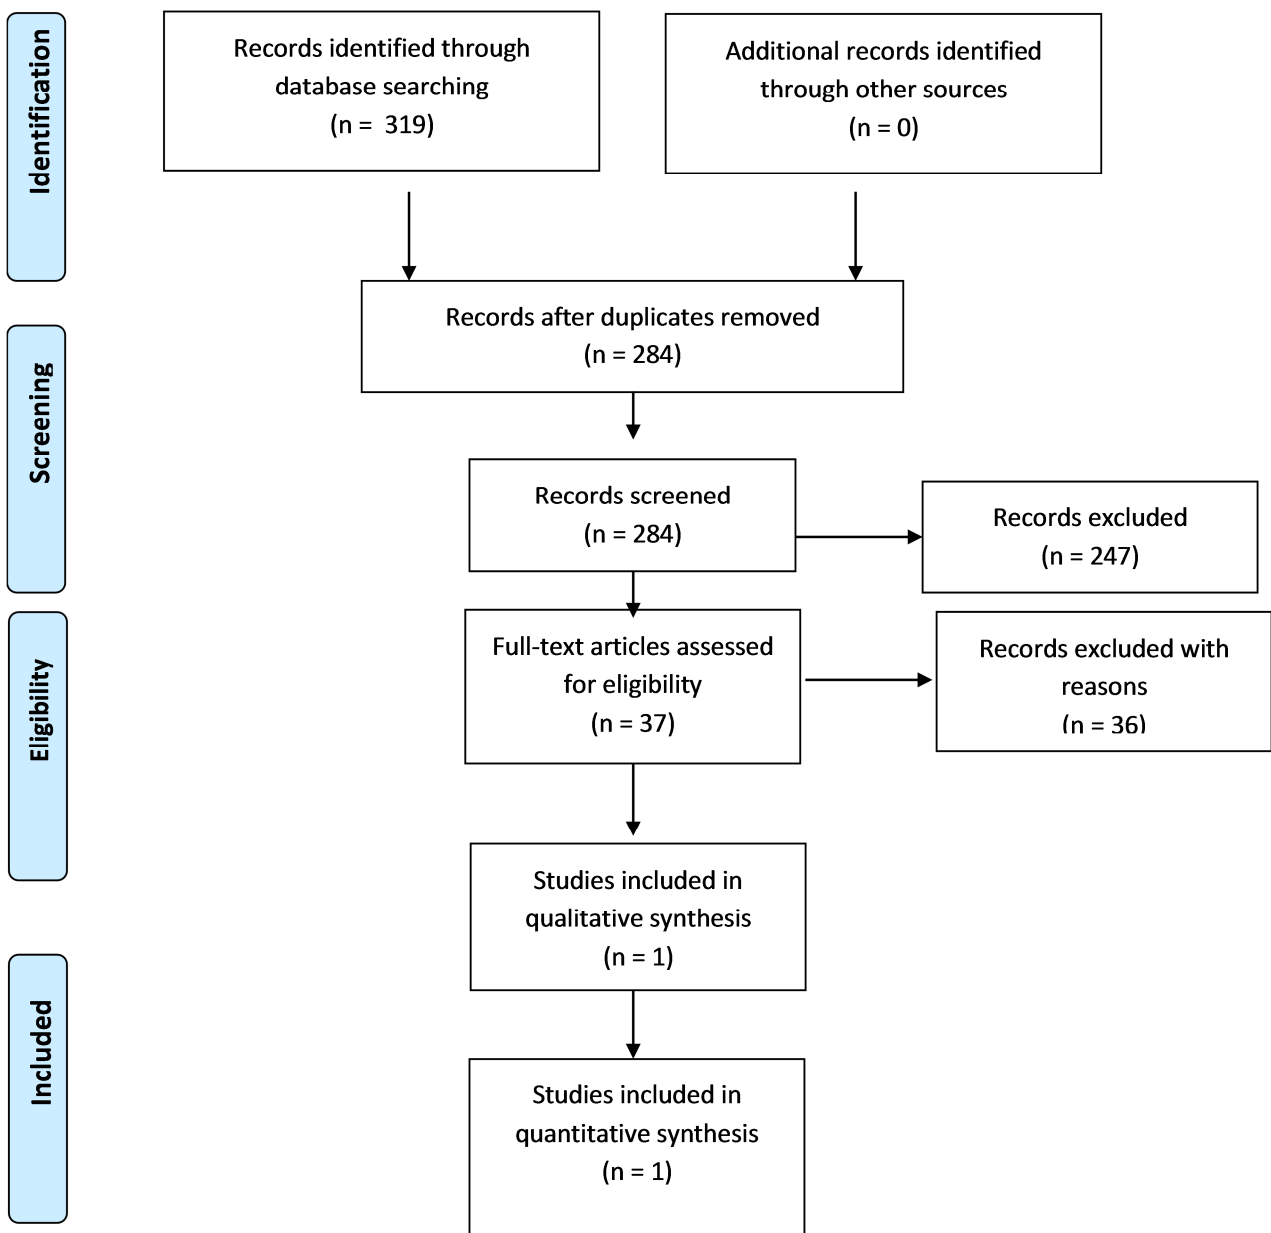 Identification
Records identified through
database searching
(n =  319)
Additional records identified
through other sources
(n = 0)
Records after duplicates removed
(n = 284)
Screening
Records screened
(n = 284)
Records excluded
(n = 247)
Eligibility
Full-text articles assessed
for eligibility
(n = 37)
Records excluded with
reasons
(n = 36)
Studies included in
qualitative synthesis
(n = 1)
Included
Studies included in
quantitative synthesis
(n = 1)